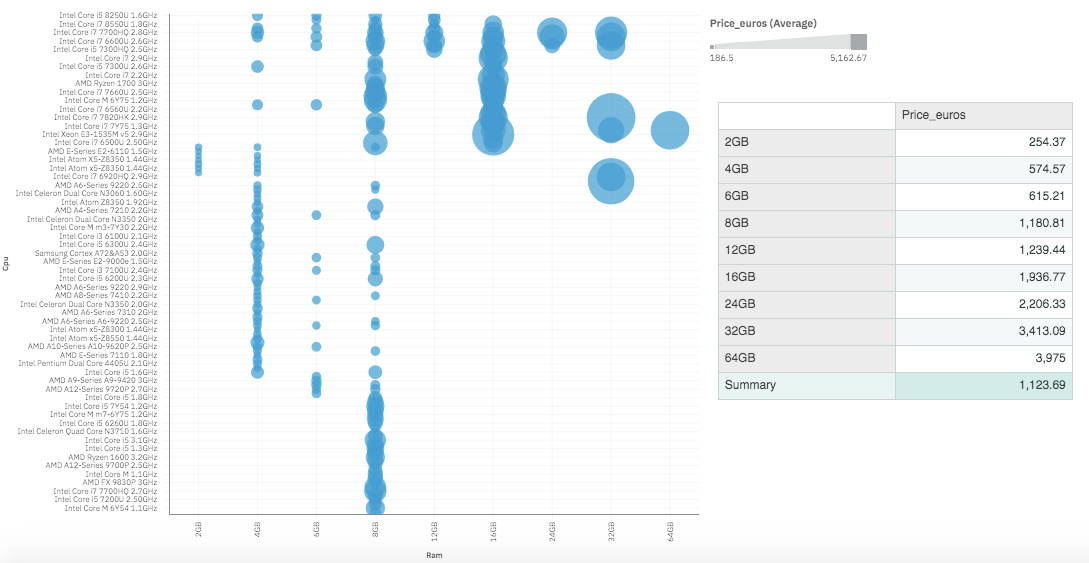 Intel Core i5 8250U 1.6GHz
Intel Core i7 8550U 1.8GHz
Intel Core i7 7700HQ 2.8GHz
Intel Core i7 6600U 2.6GHz
Intel Core i5 7300HQ 2.5GHz
Intel Core i7 2.9GHz
Intel Core i5 7300U 2.6GHz
Intel Core i7 2.2GHz
AMD Ryzen 1700 3GHz
Intel Core i7 7660U 2.5GHz
Intel Core M 6Y75 1.2GHz
Intel Core i7 6560U 2.2GHz
Intel Core i7 7820HK 2.9GHz
Intel Core i7 7Y75 1.3GHz
Intel Xeon E3-1535M v5 2.9GHz
Intel Core i7 6500U 2.50GHz
AMD E-Series E2-6110 1.5GHz
Intel Atom X5-Z8350 1.44GHz
Intel Atom x5-Z8350 1.44GHz
Intel Core i7 6920HQ 2.9GHz
AMD A6-Series 9220 2.5GHz
Intel Celeron Dual Core N3060 1.60GHz
Intel Atom Z8350 1.92GHz
AMD A4-Series 7210 2.2GHz
Intel Celeron Dual Core N3350 2GHz
Intel Core M m3-7Y30 2.2GHz
Intel Core i3 6100U 2.1GHz
Intel Core i5 6300U 2.4GHz
Samsung Cortex A72&A53 2.0GHz
AMD E-Series E2-9000e 1.5GHz
Intel Core i3 7100U 2.4GHz
Intel Core i5 6200U 2.3GHz
AMD A6-Series 9220 2.9GHz
AMD A8-Series 7410 2.2GHz
Intel Celeron Dual Core N3350 2.0GHz
AMD A6-Series 7310 2GHz
AMD A6-Series A6-9220 2.5GHz
Intel Atom x5-Z8300 1.44GHz
Intel Atom x5-Z8550 1.44GHz
AMD A10-Series A10-9620P 2.5GHz
AMD E-Series 7110 1.8GHz
Intel Pentium Dual Core 4405U 2.1GHz
Intel Core i5 1.6GHz
AMD A9-Series A9-9420 3GHz
AMD A12-Series 9720P 2.7GHz
Intel Core i5 1.8GHz
Intel Core i5 7Y54 1.2GHz
Intel Core M m7-6Y75 1.2GHz
Intel Core i5 6260U 1.8GHz
Intel Celeron Quad Core N3710 1.6GHz
Intel Core i5 3.1GHz
Intel Core i5 1.3GHz
AMD Ryzen 1600 3.2GHz
AMD A12-Series 9700P 2.5GHz
Intel Core M 1.1GHz
AMD FX 9830P 3GHz
Intel Core i7 7700HQ 2.7GHz
Intel Core i5 7200U 2.50GHz
Intel Core M 6Y54 1.1GHz
Cpu
2GB 4GB 6GB 8GB 12GB 16GB 24GB 32GB 64GB
Ram
Price_euros (Average)
186.5 5,162.67
Price_euros
2GB 254.37
4GB 574.57
6GB 615.21
8GB 1,180.81
12GB 1,239.44
16GB 1,936.77
24GB 2,206.33
32GB 3,413.09
64GB 3,975
Summary 1,123.69